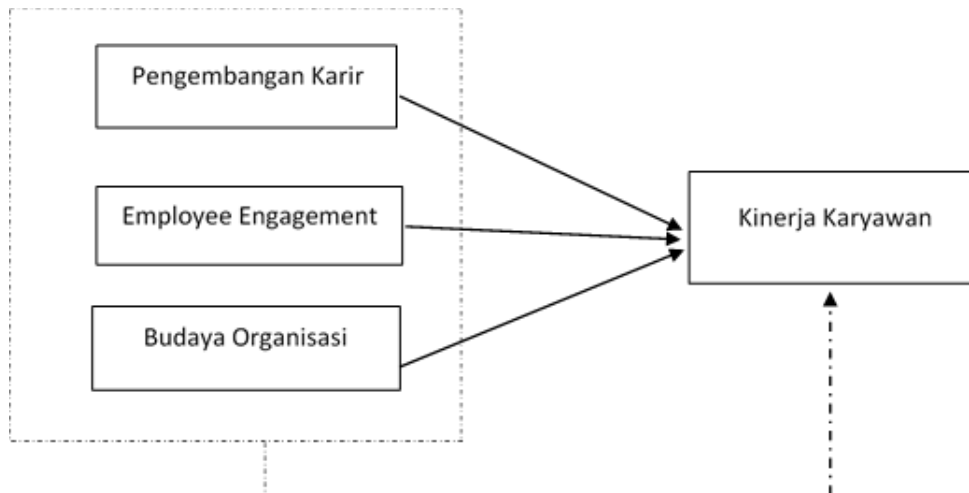 Pengembangan Karir
Employee Engagement
Kinerja Karyawan
Budaya Organisasi